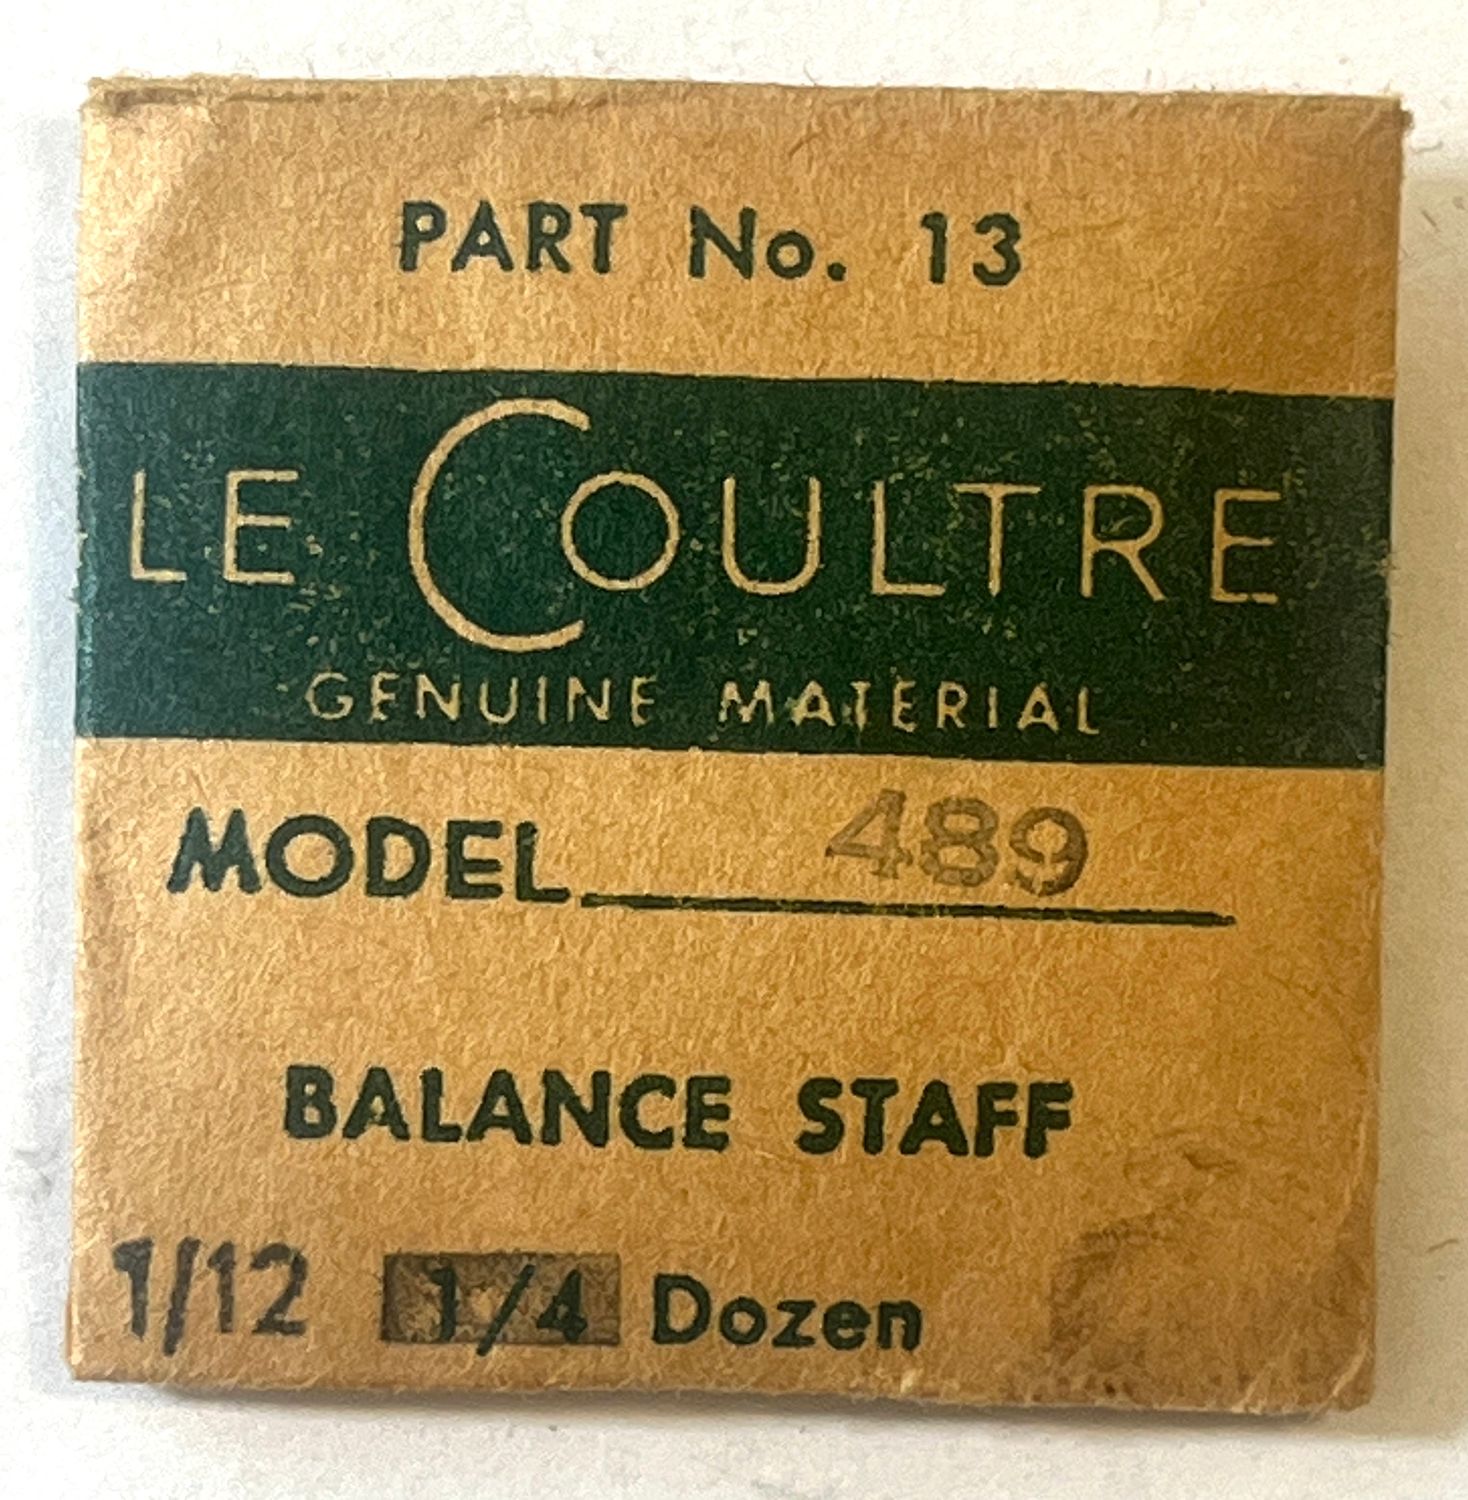 PART No. 13
LE COULTRE
GENUINE MATERIAL
MODEL 489
BALANCE STAFF
1/12 1/4 Dozen